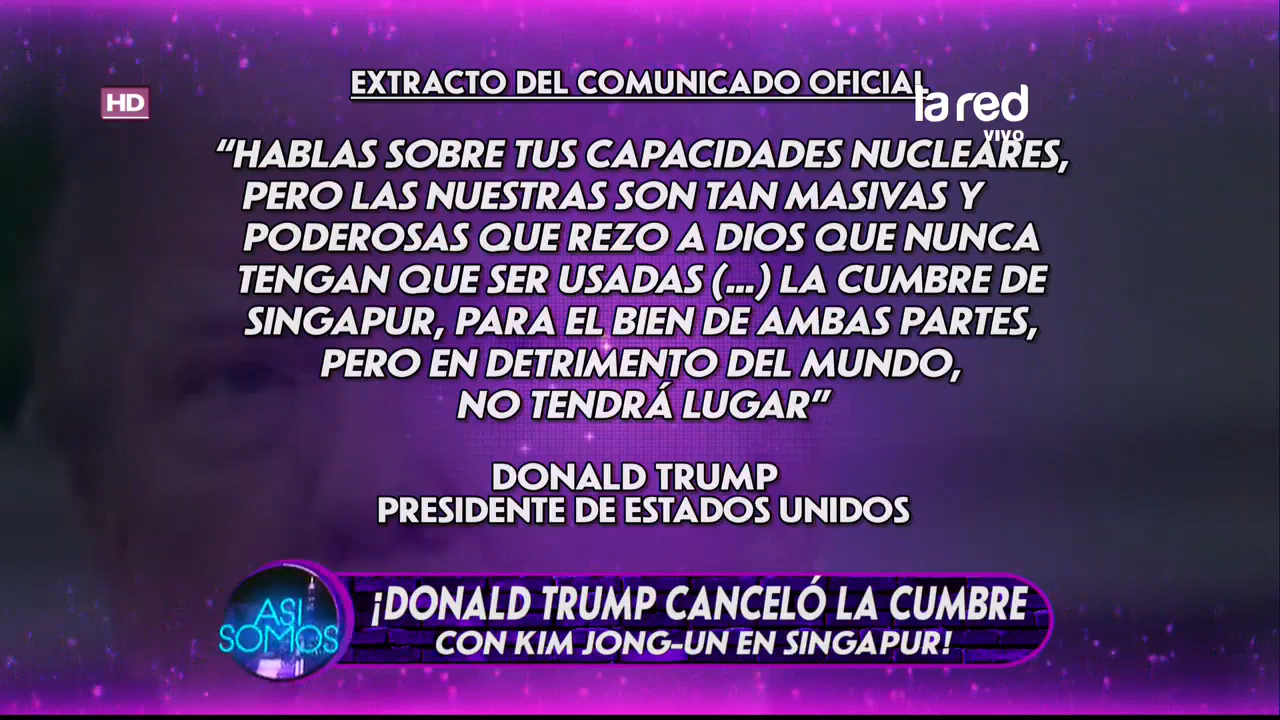 EXTRACTO DEL COMUNICADO OFICIAL
HD
la red
VIVO
“HABLAS SOBRE TUS CAPACIDADES NUCLEARES,
PERO LAS NUESTRAS SON TAN MASIVAS Y
PODEROSAS QUE REZO A DIOS QUE NUNCA
TENGAN QUE SER USADAS (...) LA CUMBRE DE
SINGAPUR, PARA EL BIEN DE AMBAS PARTES,
PERO EN DETRIMENTO DEL MUNDO,
NO TENDRÁ LUGAR”
DONALD TRUMP
PRESIDENTE DE ESTADOS UNIDOS
ASI
SOMOS
¡DONALD TRUMP CANCELÓ LA CUMBRE
CON KIM JONG-UN EN SINGAPUR!